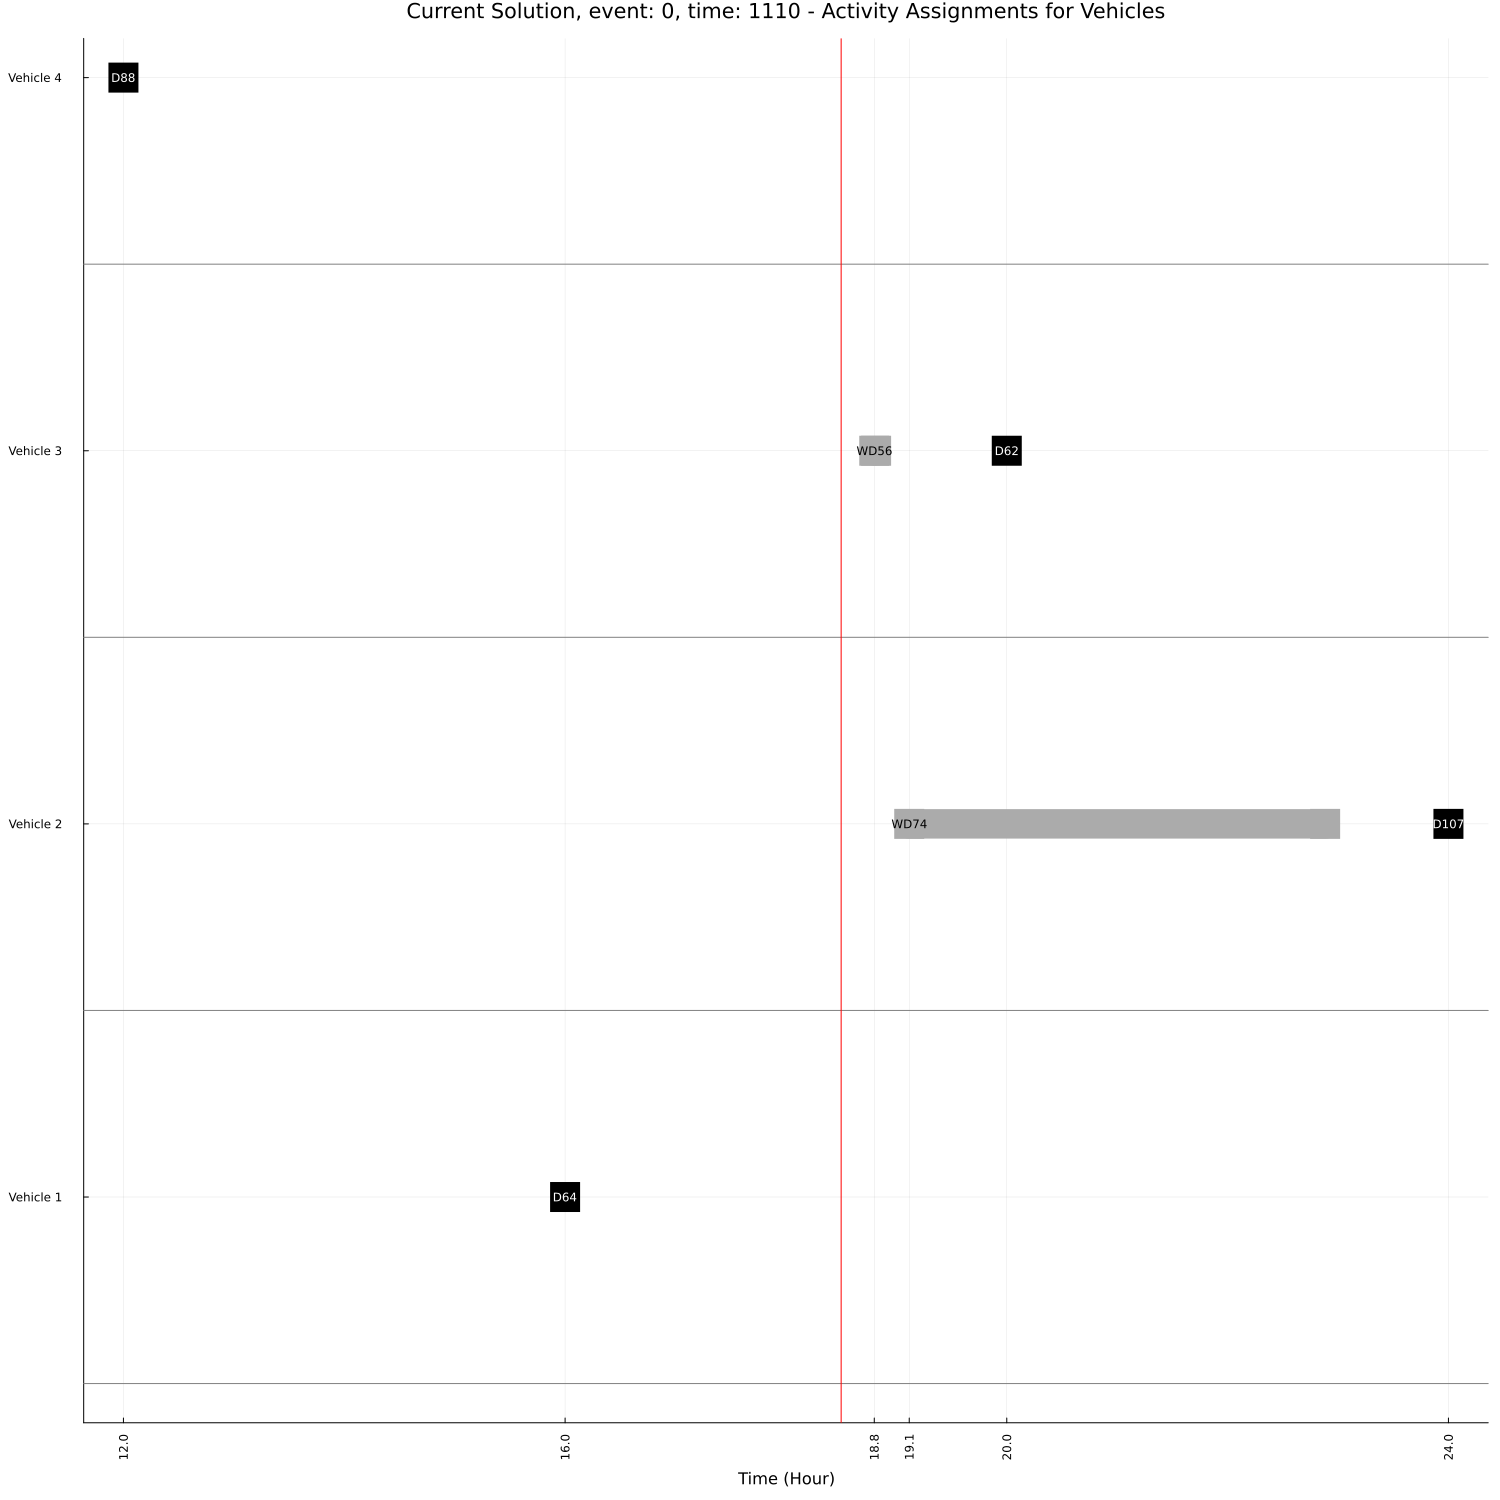 Current Solution, event: 0, time: 1110 - Activity Assignments for Vehicles
Vehicle 4
D88
Vehicle 3
WD56
D62
Vehicle 2
WD74
D107
Vehicle 1
D64
12.0
16.0
18.8
19.1
20.0
24.0
Time (Hour)